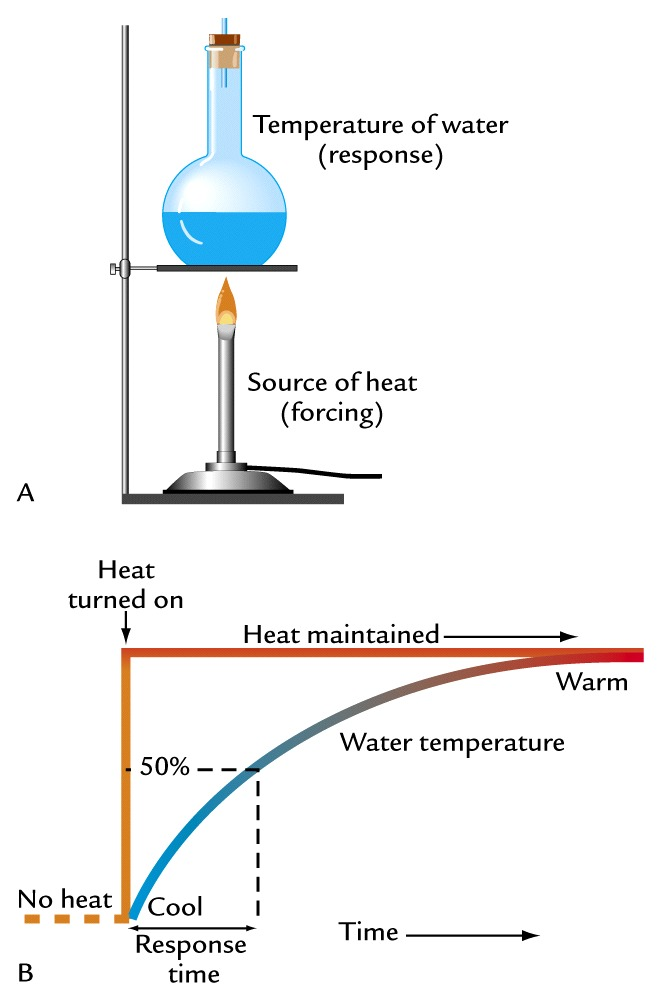 Temperature of water
(response)
Source of heat
(forcing)
A
Heat
turned on
Heat maintained
Warm
Water temperature
50%
No heat
Cool
Response
time
Time
B